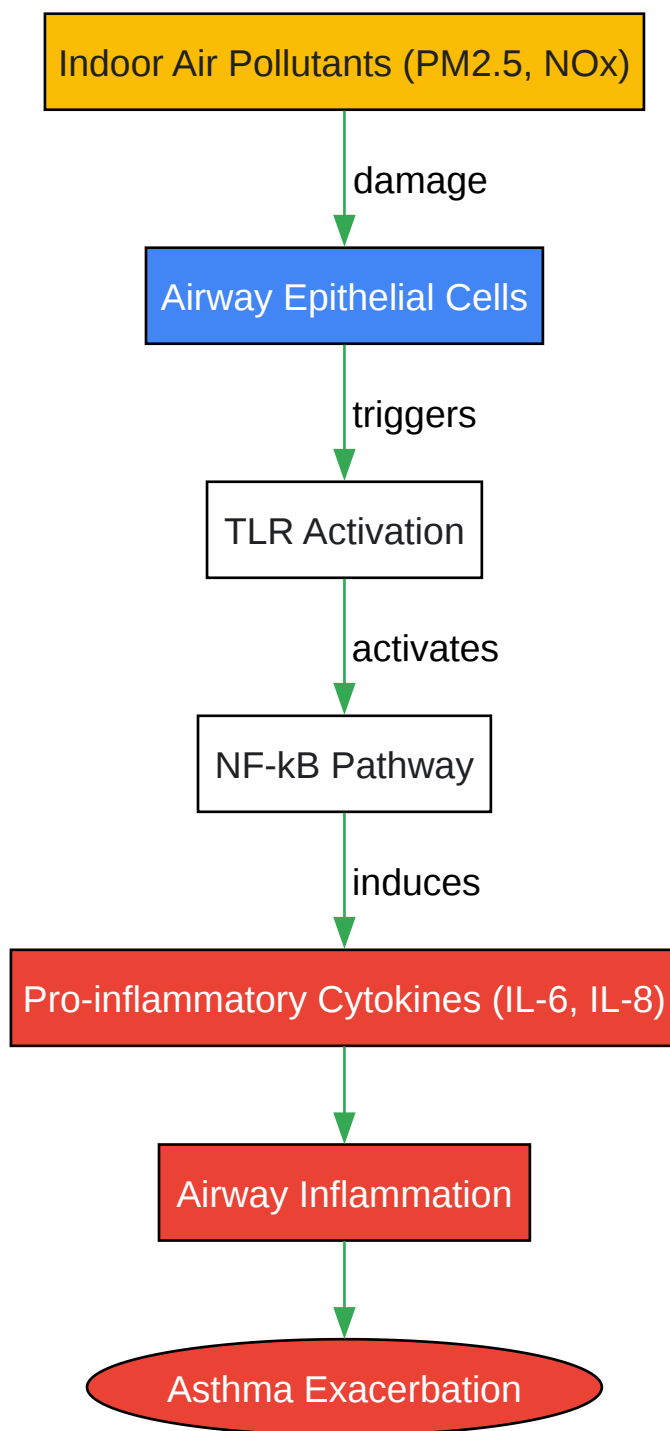 Indoor Air Pollutants (PM2.5, NOx)
damage
Airway Epithelial Cells
triggers
TLR Activation
activates
NF-kB Pathway
induces
Pro-inflammatory Cytokines (IL-6, IL-8)
Airway Inflammation
Asthma Exacerbation